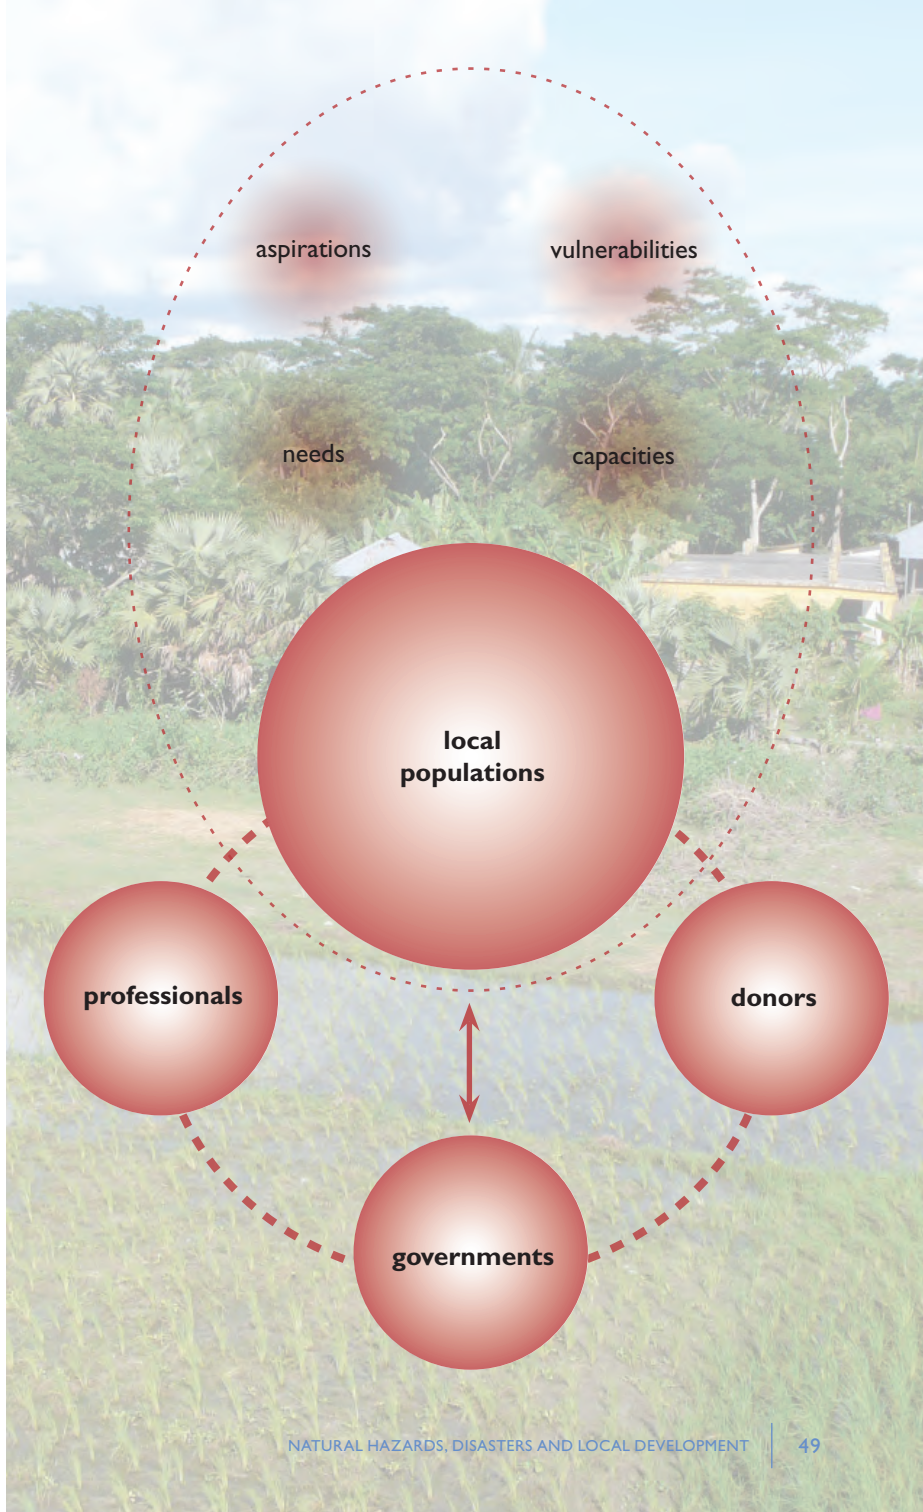 aspirations
vulnerabilities
needs
capacities
local
populations
professionals
donors
governments
NATURAL HAZARDS, DISASTERS AND LOCAL DEVELOPMENT
49